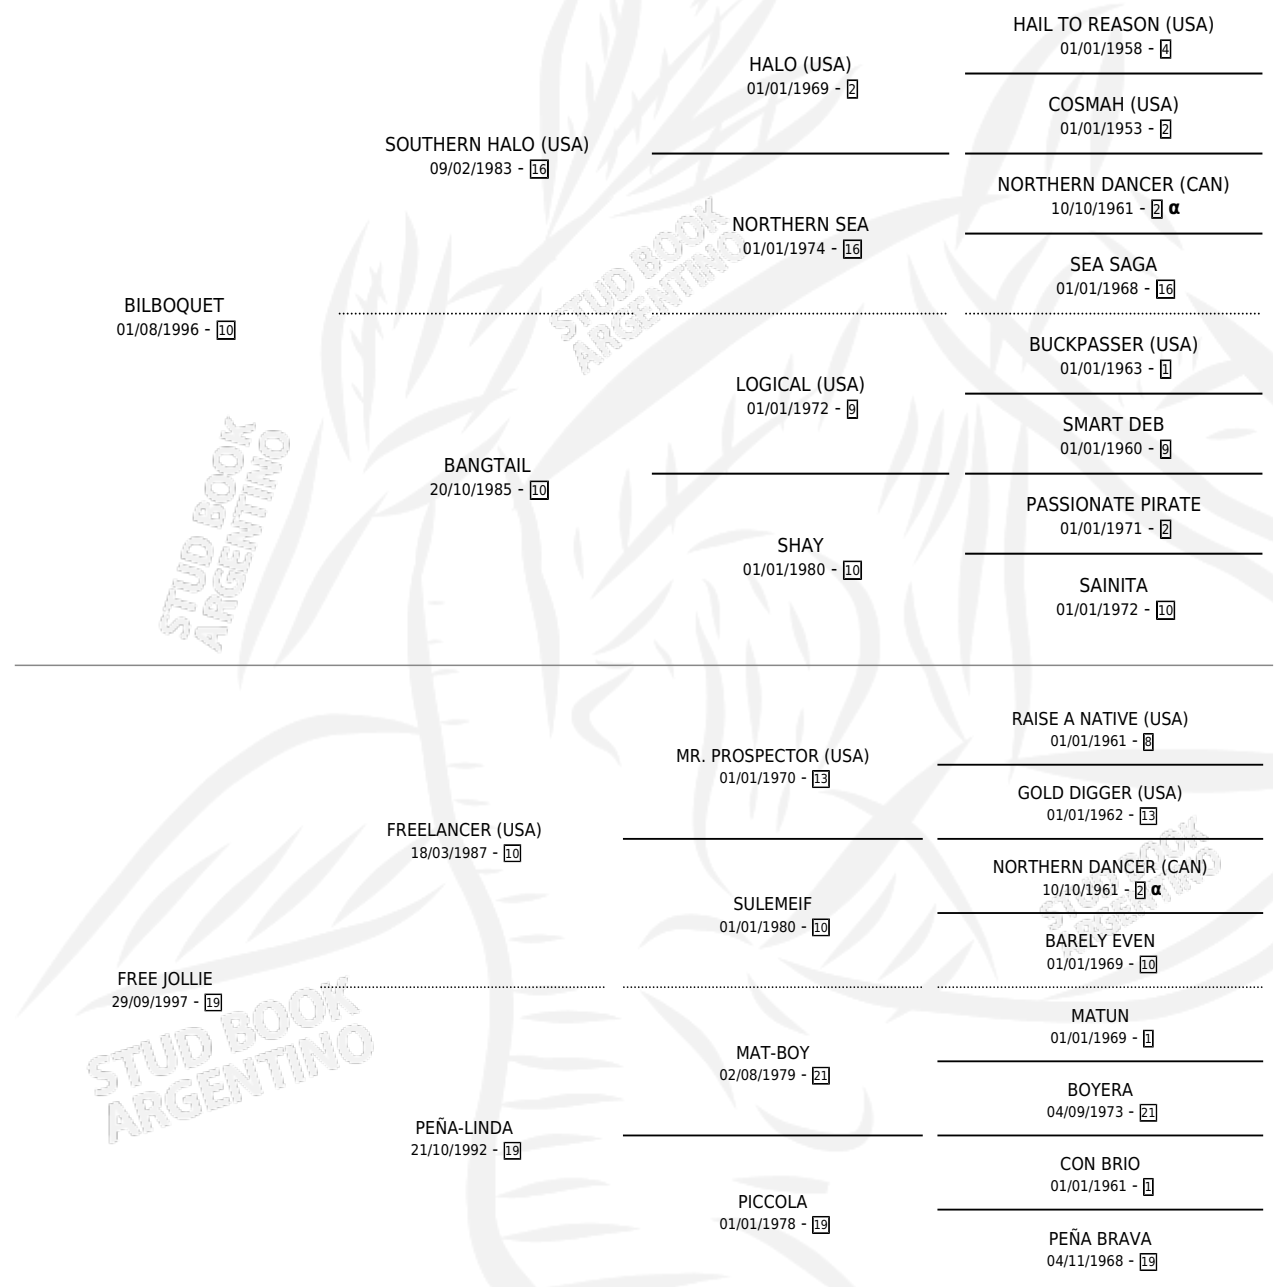 HAIL TO REASON (USA)
01/01/1958 - 4
HALO (USA)
01/01/1969 - 2
COSMAH (USA)
01/01/1953 - 2
SOUTHERN HALO (USA)
09/02/1983 - 16
NORTHERN DANCER (CAN)
10/10/1961 - 2 α
NORTHERN SEA
01/01/1974 - 16
SEA SAGA
01/01/1968 - 16
BILBOQUET
01/08/1996 - 10
BUCKPASSER (USA)
01/01/1963 - 1
LOGICAL (USA)
01/01/1972 - 9
SMART DEB
01/01/1960 - 9
BANGTAIL
20/10/1985 - 10
PASSIONATE PIRATE
01/01/1971 - 2
SHAY
01/01/1980 - 10
SAINITA
01/01/1972 - 10
STUD BOOK
ARGENTINO
STUD BOOK
ARGENTINO
RAISE A NATIVE (USA)
01/01/1961 - 8
MR. PROSPECTOR (USA)
01/01/1970 - 13
GOLD DIGGER (USA)
01/01/1962 - 13
FREELANCER (USA)
18/03/1987 - 10
NORTHERN DANCER (CAN)
10/10/1961 - 2 α
SULEMEIF
01/01/1980 - 10
BARELY EVEN
01/01/1969 - 10
FREE JOLLIE
29/09/1997 - 19
MATUN
01/01/1969 - 1
MAT-BOY
02/08/1979 - 21
BOYERA
04/09/1973 - 21
PEÑA-LINDA
21/10/1992 - 19
CON BRIO
01/01/1961 - 1
PICCOLA
01/01/1978 - 19
PEÑA BRAVA
04/11/1968 - 19
STUD BOOK
ARGENTINO
STUD BOOK
ARGENTINO